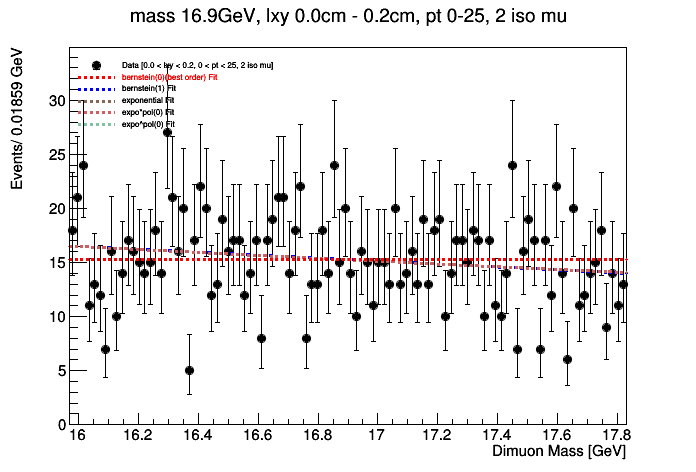 mass 16.9GeV, lxy 0.0cm - 0.2cm, pt 0-25, 2 iso mu
Events/ 0.01859 GeV
Data [0.0 < lxy < 0.2, 0 < pt < 25, 2 iso mu]
bernstein(0)(best order) Fit
bernstein(1) Fit
exponential Fit
expo*pol(0) Fit
expo^pol(0) Fit
30
25
20
15
10
5
0
16 16.2 16.4 16.6 16.8 17 17.2 17.4 17.6 17.8
Dimuon Mass [GeV]